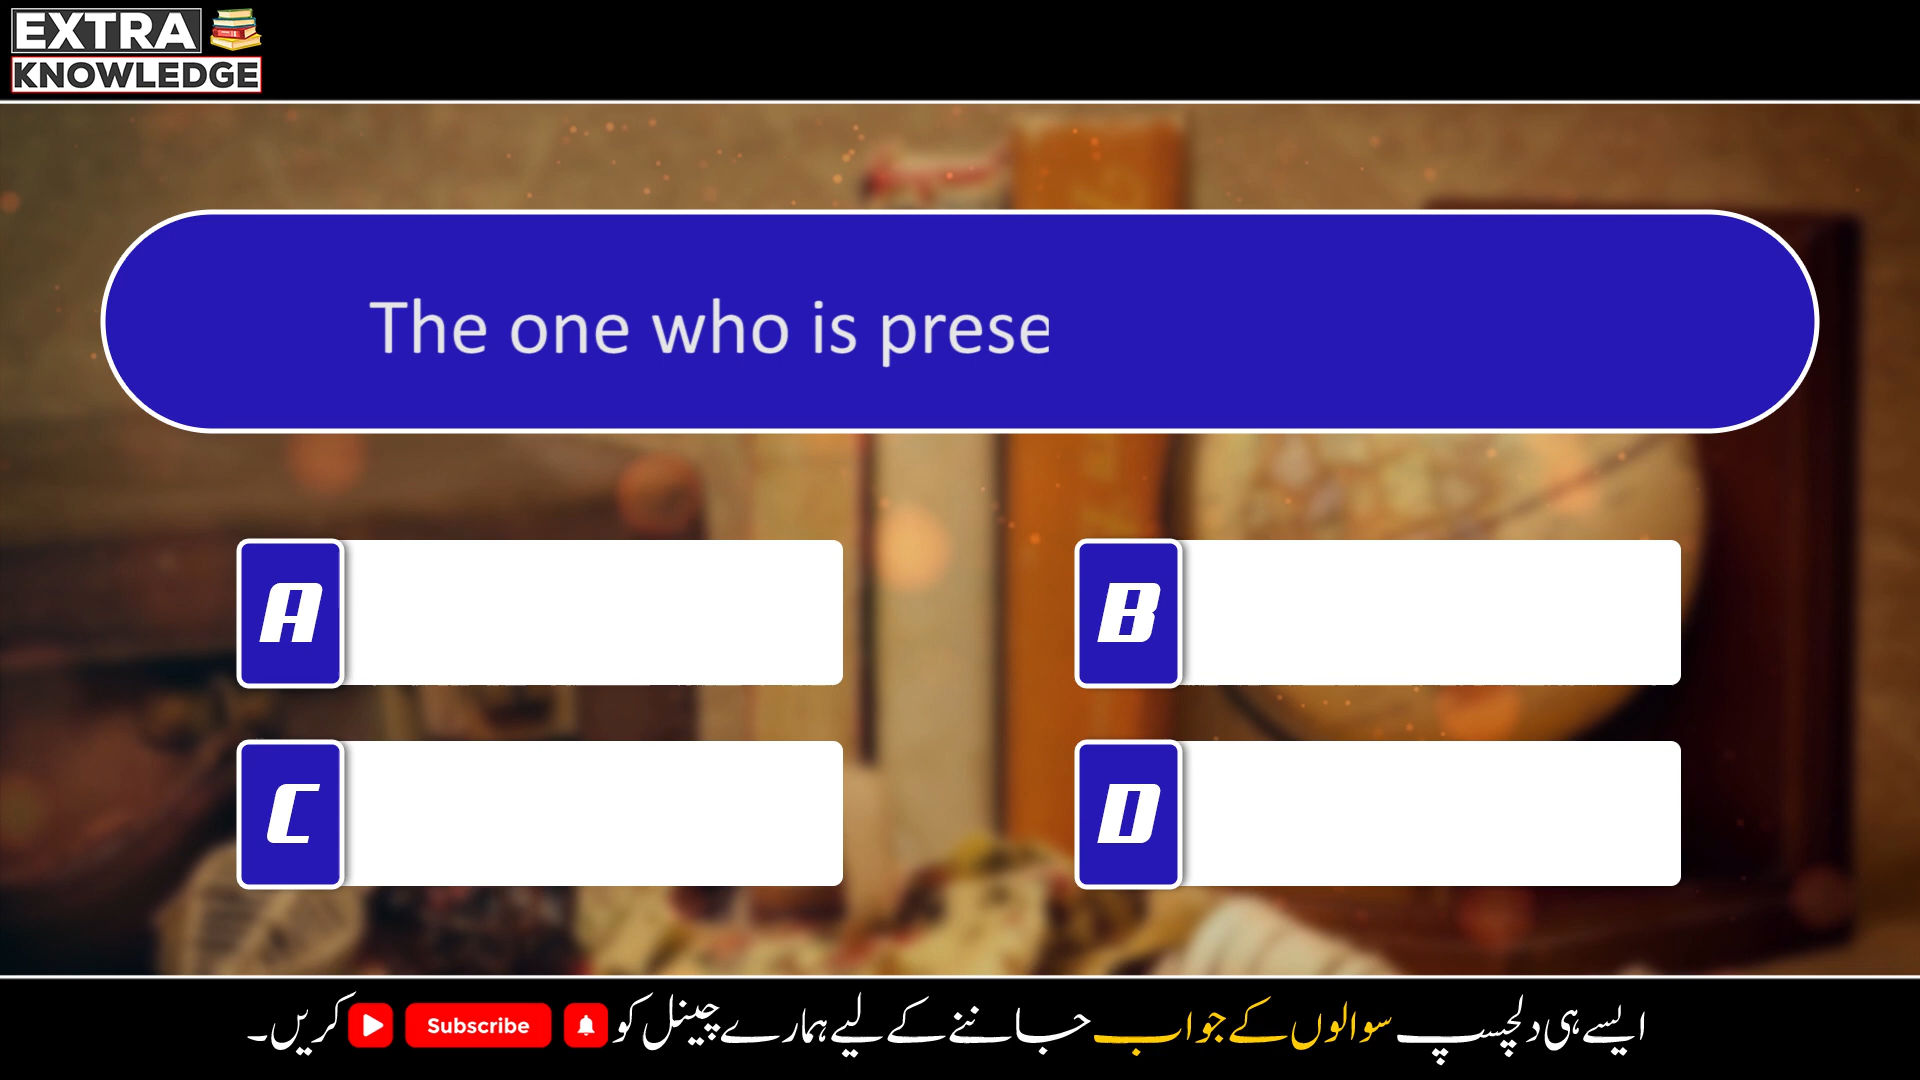 EXTRA
KNOWLEDGE
The one who is prese
A
B
C
D
ایسے ہی دلچسپ سوالوں کے جواب جاننے کے لیے ہمارے چینل کو Subscribe کریں۔